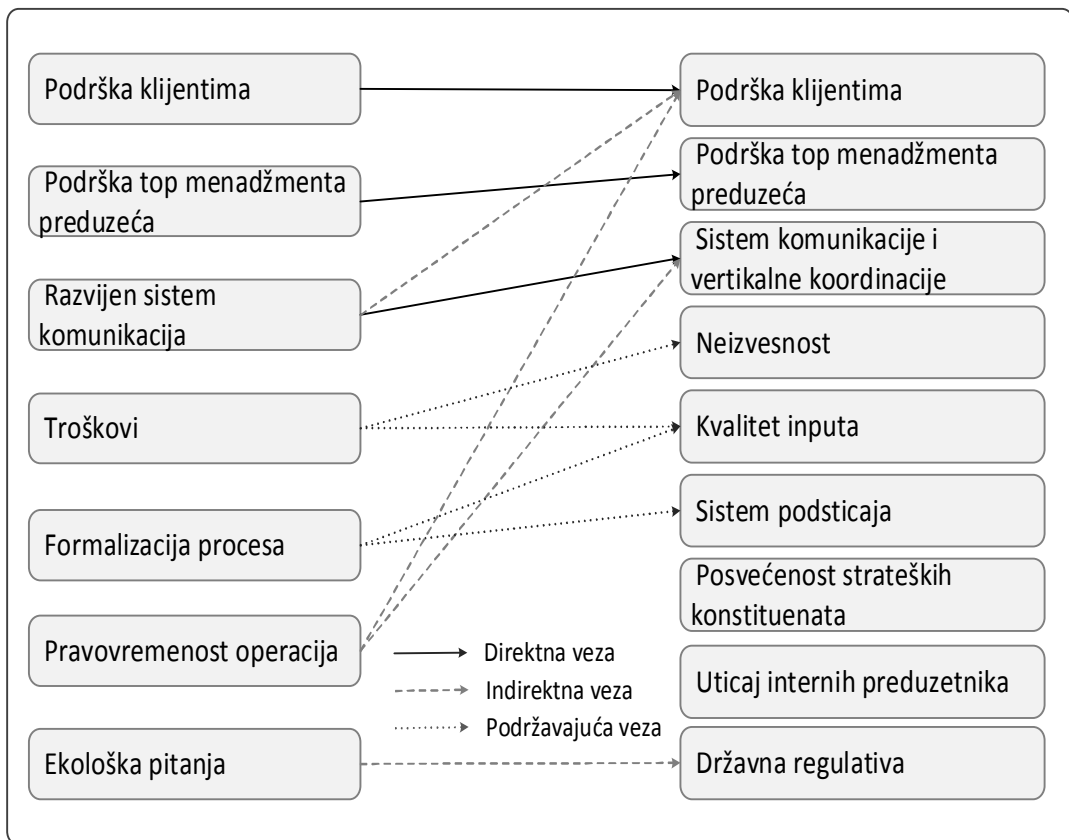 Podrška klijentima
Podrška top menadžmenta
preduzeća
Razvijen sistem
komunikacija
Troškovi
Formalizacija procesa
Pravovremenost operacija
Ekološka pitanja
Direktna veza
Indirektna veza
Podržavajuća veza
Podrška klijentima
Podrška top menadžmenta
preduzeća
Sistem komunikacije i
vertikalne koordinacije
Neizvesnost
Kvalitet inputa
Sistem podsticaja
Posvećenost strateških
konstituenata
Uticaj internih preduzetnika
Državna regulativa